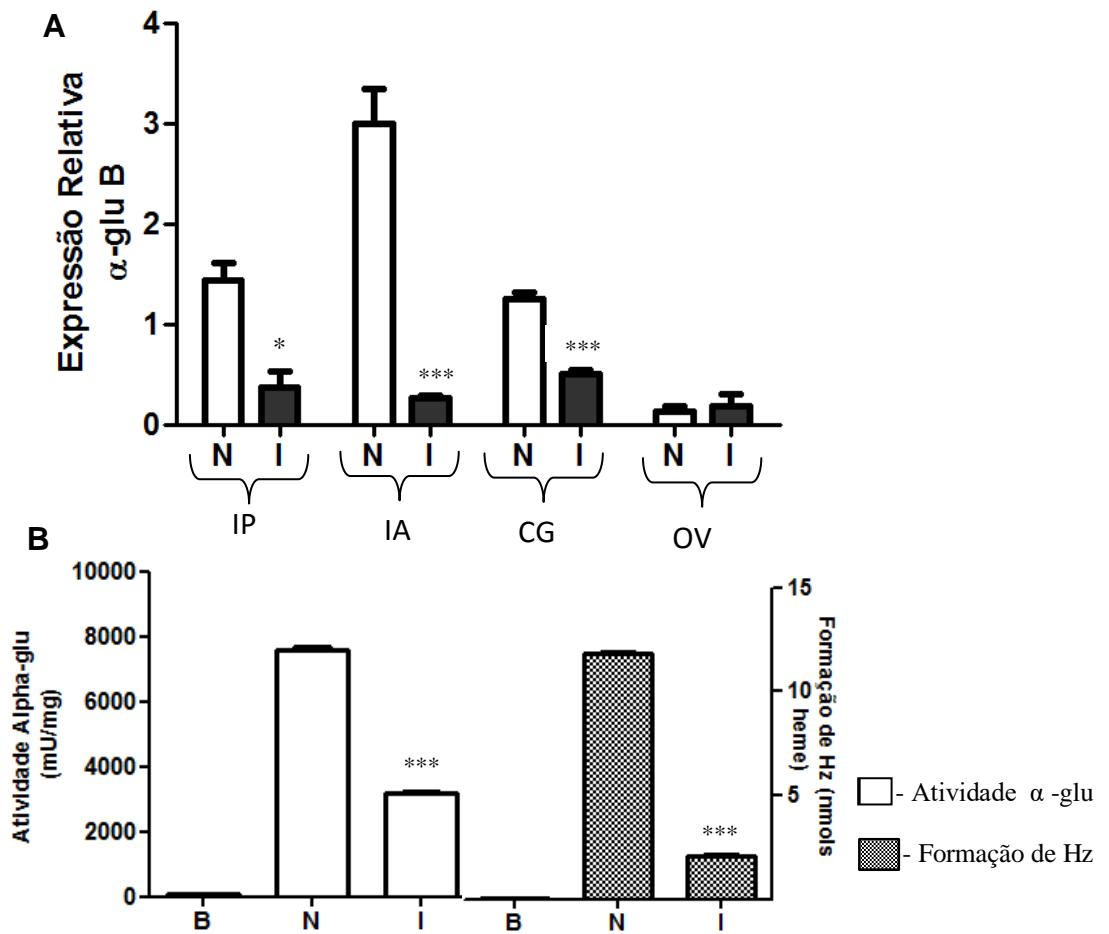 A
Expressão Relativa
α-glu B
4
3
2
1
0
* *** ***
N I N I N I N I
IP IA CG OV
B
Atividade Alpha-glu
(mU/mg)
10000
8000
6000
4000
2000
0
*** ***
B N I B N I
15
10
5
Formação de Hz (nmols
heme)
- Atividade α -glu
- Formação de Hz